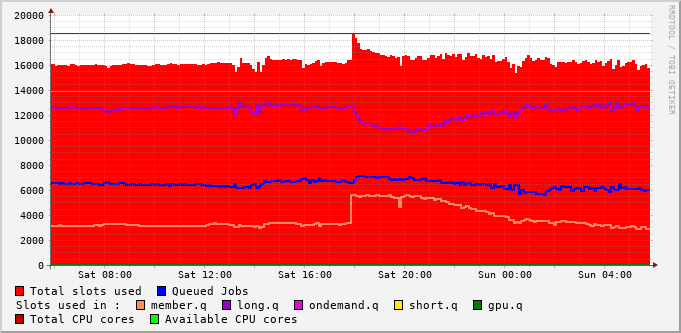 20000
18000
16000
14000
12000
10000
8000
6000
4000
2000
0
Sat 08:00 Sat 12:00 Sat 16:00 Sat 20:00 Sun 00:00 Sun 04:00
RRDTOOL / TOBI OETIKER
Total slots used Queued Jobs
Slots used in : member.q long.q ondemand.q short.q gpu.q
Total CPU cores Available CPU cores